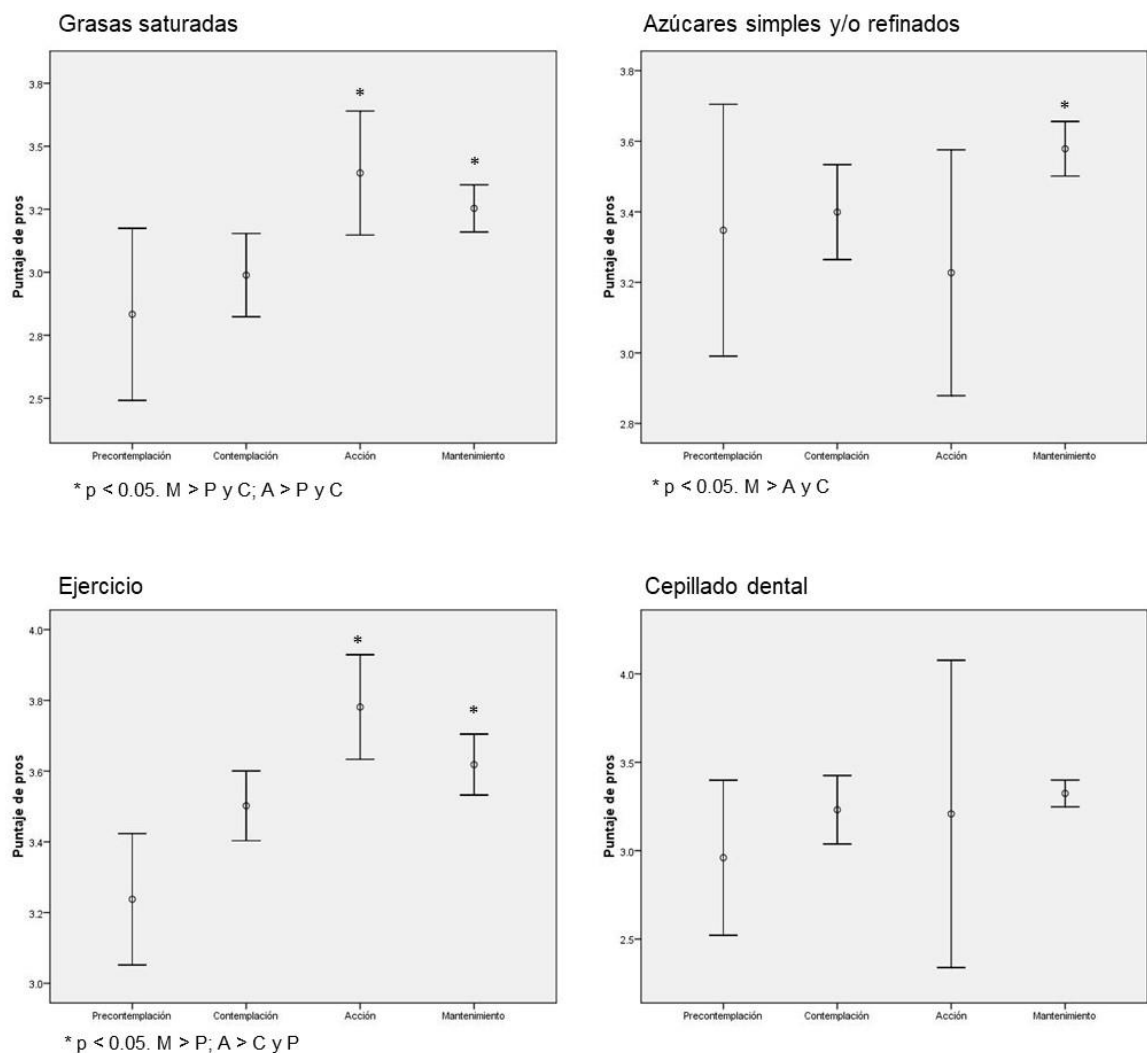 Grasas saturadas
Puntaje de pros
3.8
3.5
3.2
3.0
2.8
2.5
*
*
Precontemplación Contemplación Acción Mantenimiento
* p < 0.05. M > P y C; A > P y C
Azúcares simples y/o refinados
Puntaje de pros
3.8
3.6
3.4
3.2
3.0
2.8
*
Precontemplación Contemplación Acción Mantenimiento
* p < 0.05. M > A y C
Ejercicio
Puntaje de pros
4.0
3.8
3.6
3.4
3.2
3.0
*
*
Precontemplación Contemplación Acción Mantenimiento
* p < 0.05. M > P; A > C y P
Cepillado dental
Puntaje de pros
4.0
3.5
3.0
2.5
Precontemplación Contemplación Acción Mantenimiento